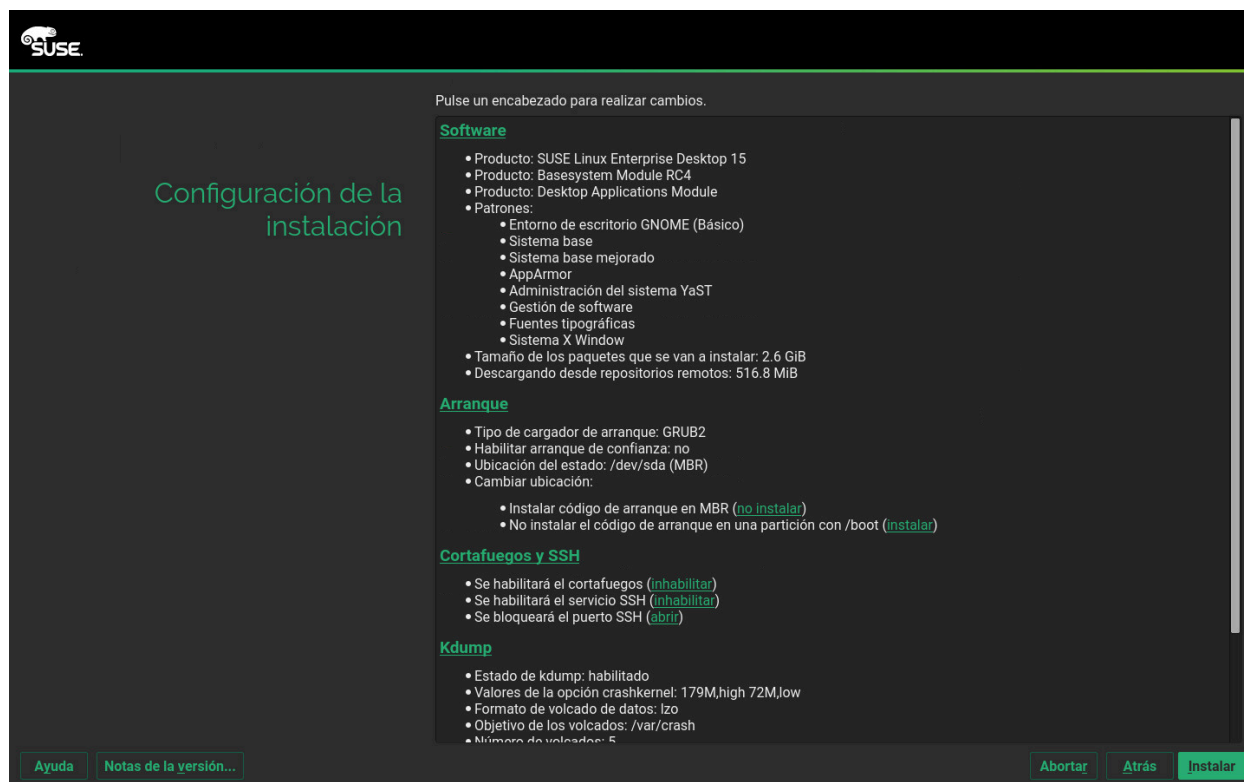 SUSE.
Pulse un encabezado para realizar cambios.
Configuración de la
instalación
Software
Producto: SUSE Linux Enterprise Desktop 15
Producto: Basesystem Module RC4
Producto: Desktop Applications Module
Patrones:
Entorno de escritorio GNOME (Básico)
Sistema base
Sistema base mejorado
AppArmor
Administración del sistema YaST
Gestión de software
Fuentes tipográficas
Sistema X Window
Tamaño de los paquetes que se van a instalar: 2.6 GiB
Descargando desde repositorios remotos: 516.8 MiB
Arranque
Tipo de cargador de arranque: GRUB2
Habilitar arranque de confianza: no
Ubicación del estado: /dev/sda (MBR)
Cambiar ubicación:
Instalar código de arranque en MBR (no instalar)
No instalar el código de arranque en una partición con /boot (instalar)
Cortafuegos y SSH
Se habilitará el cortafuegos (inhabilitar)
Se habilitará el servicio SSH (inhabilitar)
Se bloqueará el puerto SSH (abrir)
Kdump
Estado de kdump: habilitado
Valores de la opción crashkernel: 179M,high 72M,low
Formato de volcado de datos: lzo
Objetivo de los volcados: /var/crash
Número de volcados: 5
Ayuda Notas de la versión... Abortar Atrás Instalar